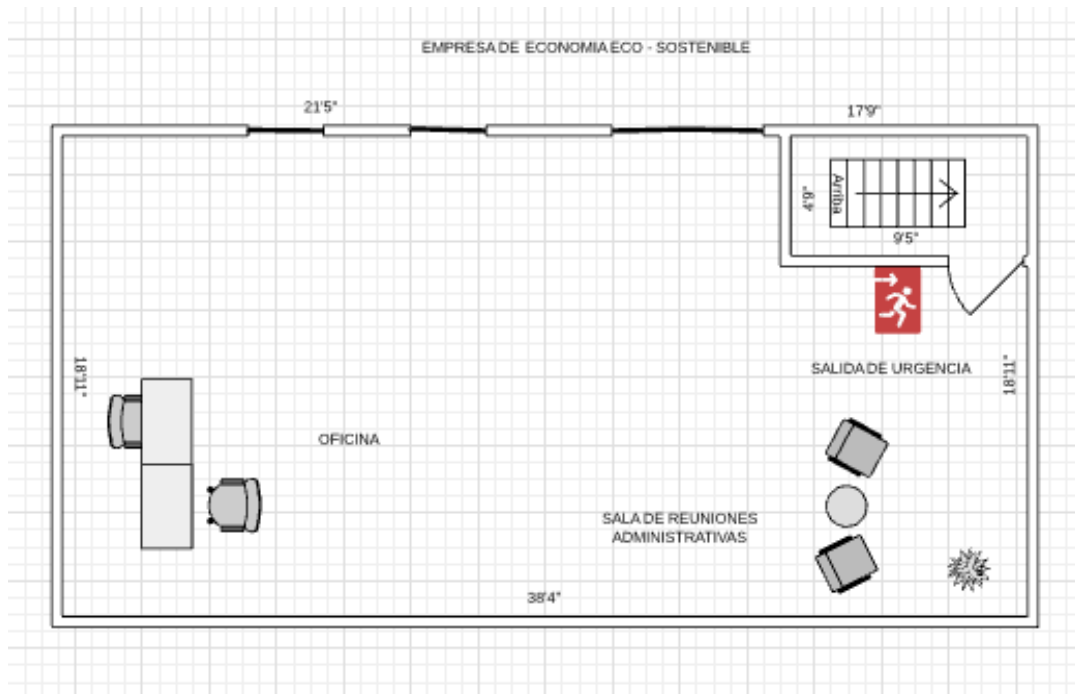 EMPRESA DE ECONOMIA ECO - SOSTENIBLE
21'5"
17'9"
Arriba
4'9"
9'5"
SALIDA DE URGENCIA
18'11"
18'11"
OFICINA
SALA DE REUNIONES
ADMINISTRATIVAS
38'4"